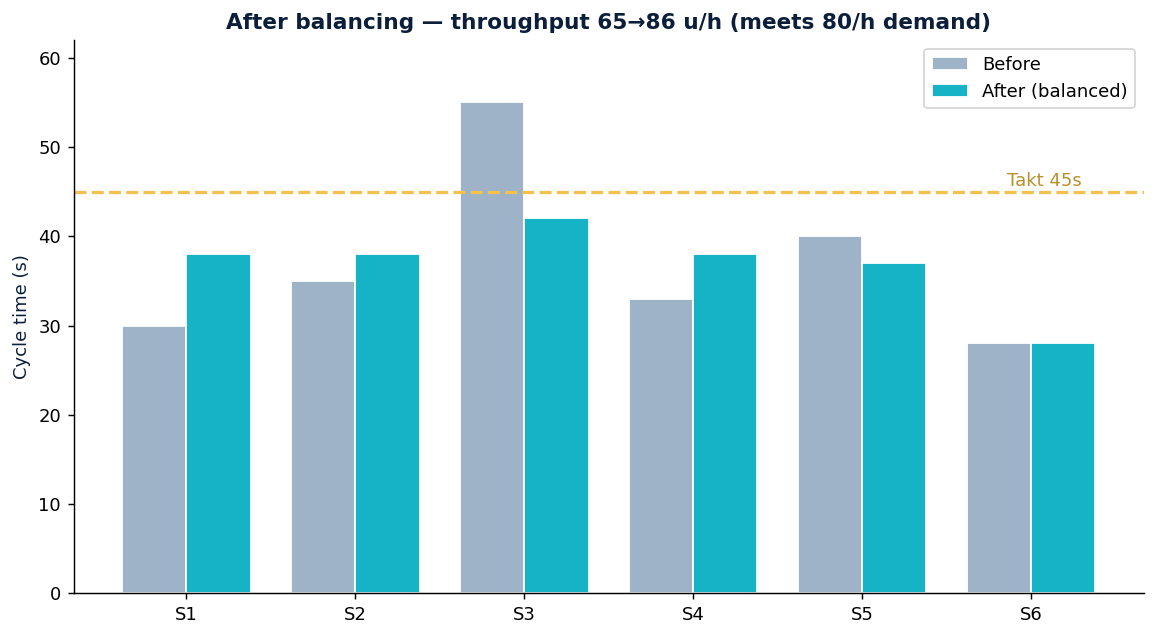 After balancing — throughput 65→86 u/h (meets 80/h demand)
Before
After (balanced)
Takt 45s
Cycle time (s)
60
50
40
30
20
10
0
S1 S2 S3 S4 S5 S6